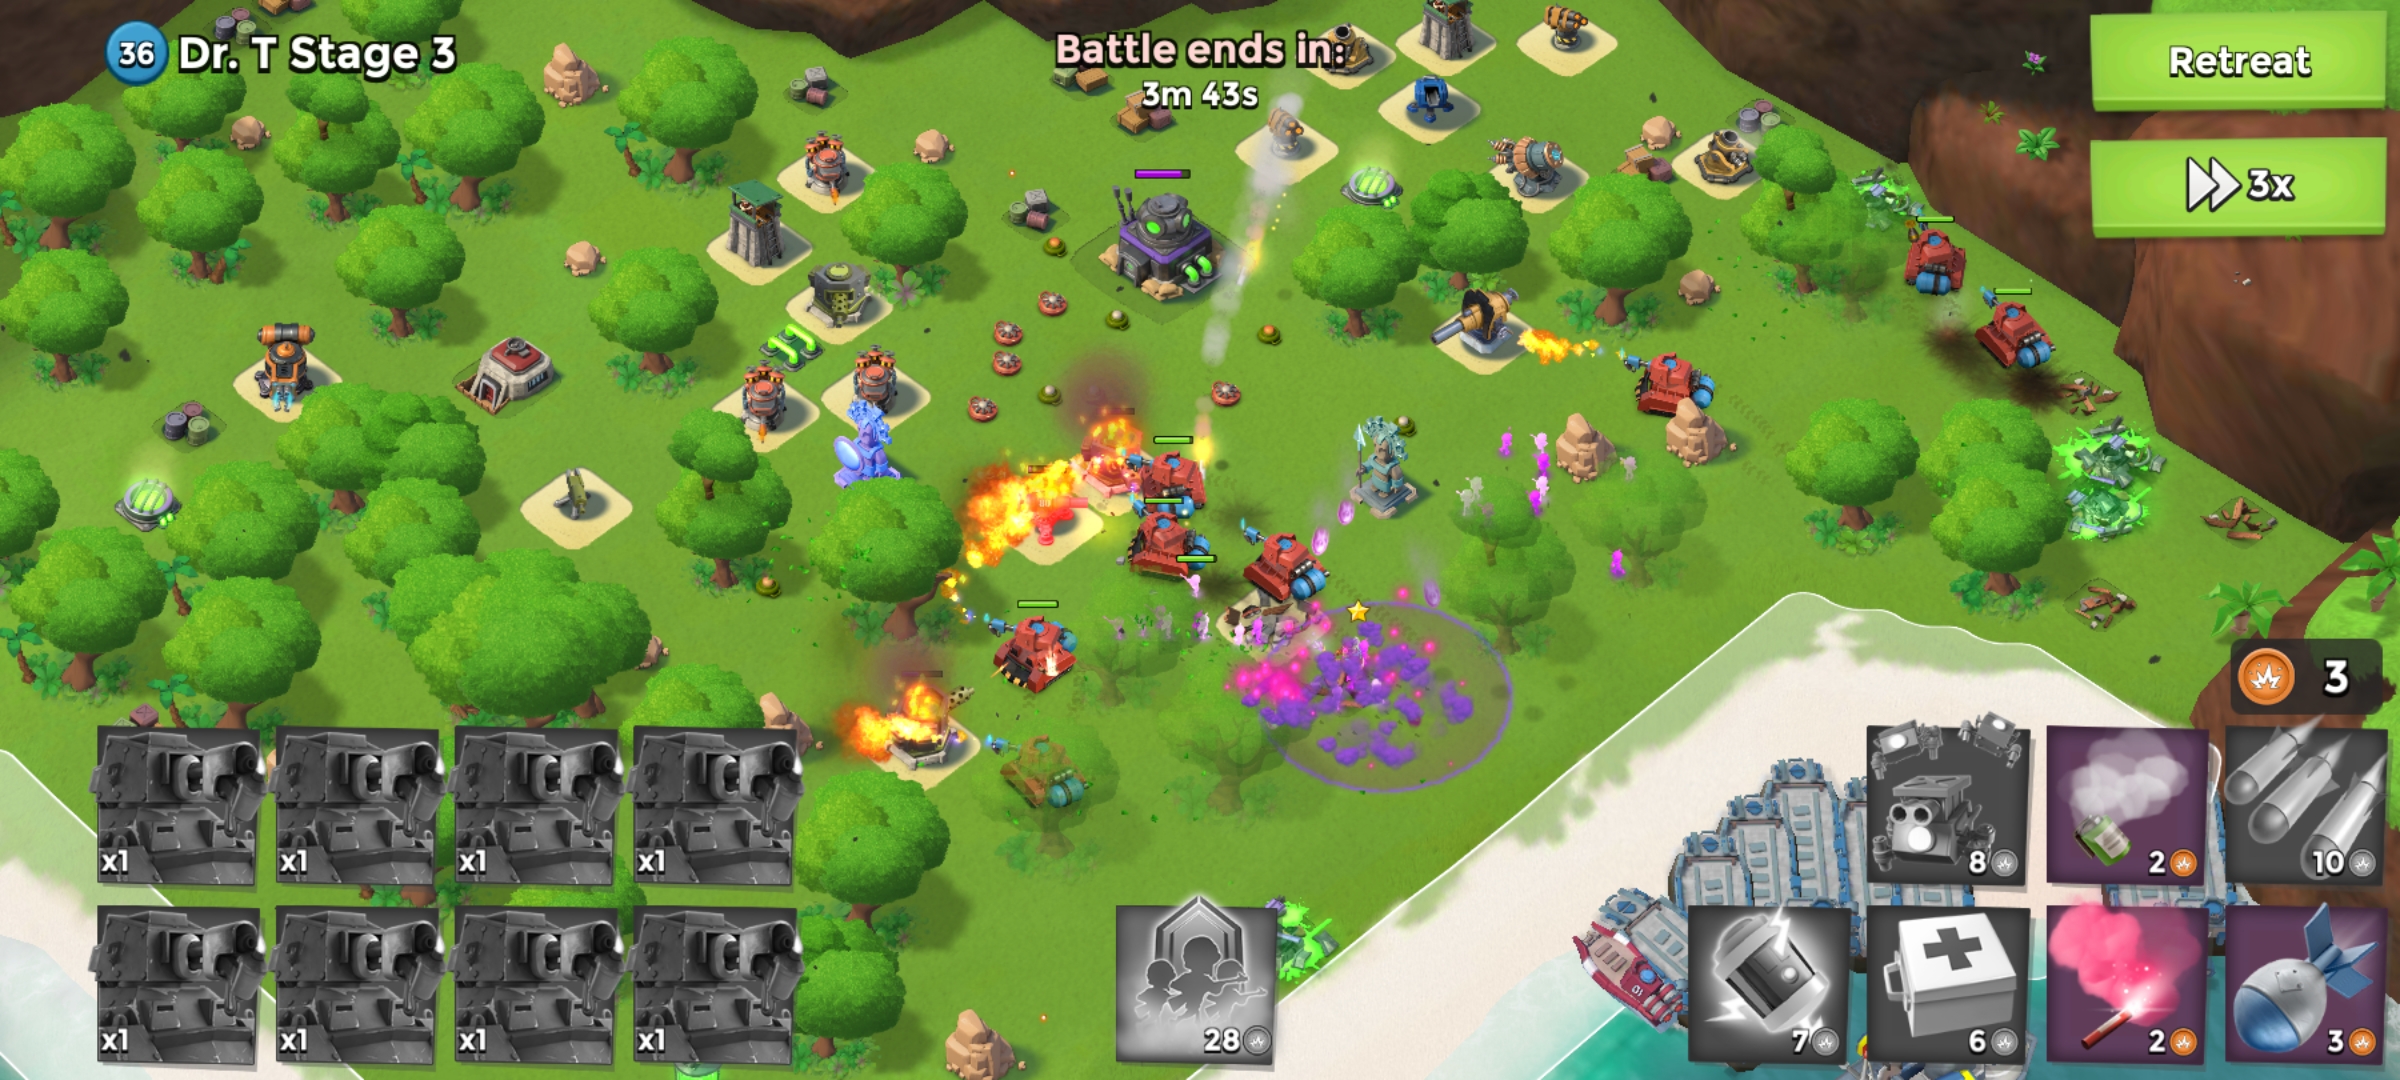 36 Dr. T Stage 3
Battle ends in:
3m 43s
Retreat
3x
3
x1 x1 x1 x1
8 2 10
x1 x1 x1 x1
28 7 6 2 3